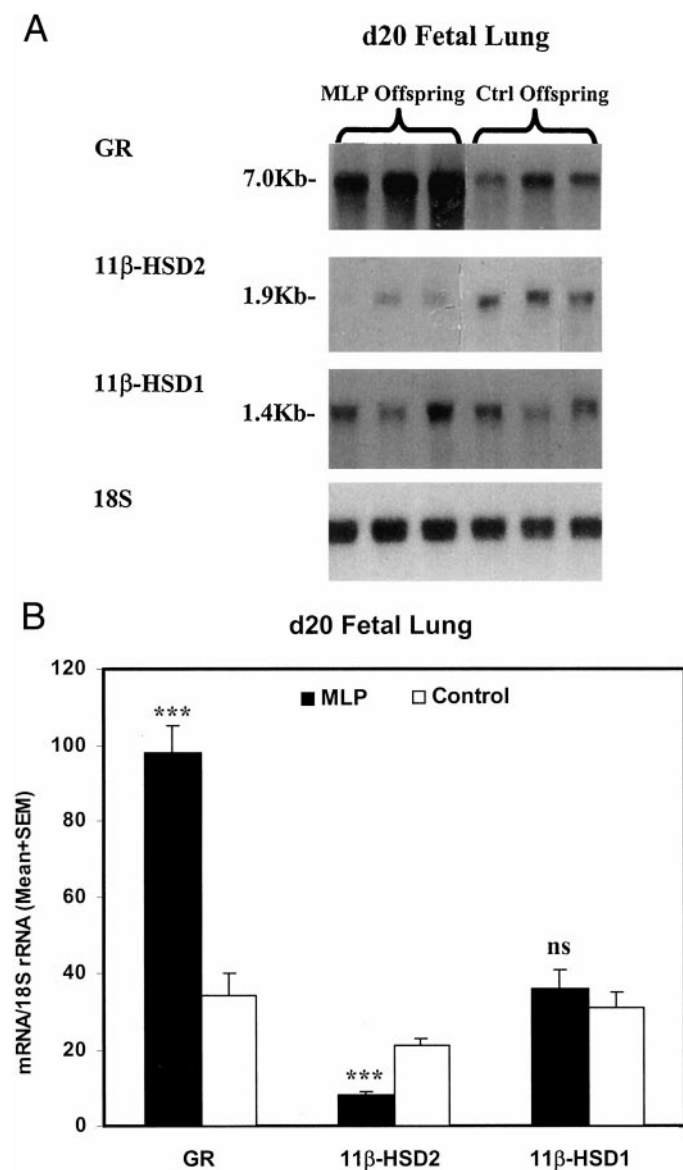 A
d20 Fetal Lung
MLP Offspring Ctrl Offspring
GR
7.0Kb-
11β-HSD2
1.9Kb-
11β-HSD1
1.4Kb-
18S
B
d20 Fetal Lung
120
100
80
60
40
20
0
mRNA/18S rRNA (Mean+SEM)
MLP Control
***
***
ns
GR 11β-HSD2 11β-HSD1